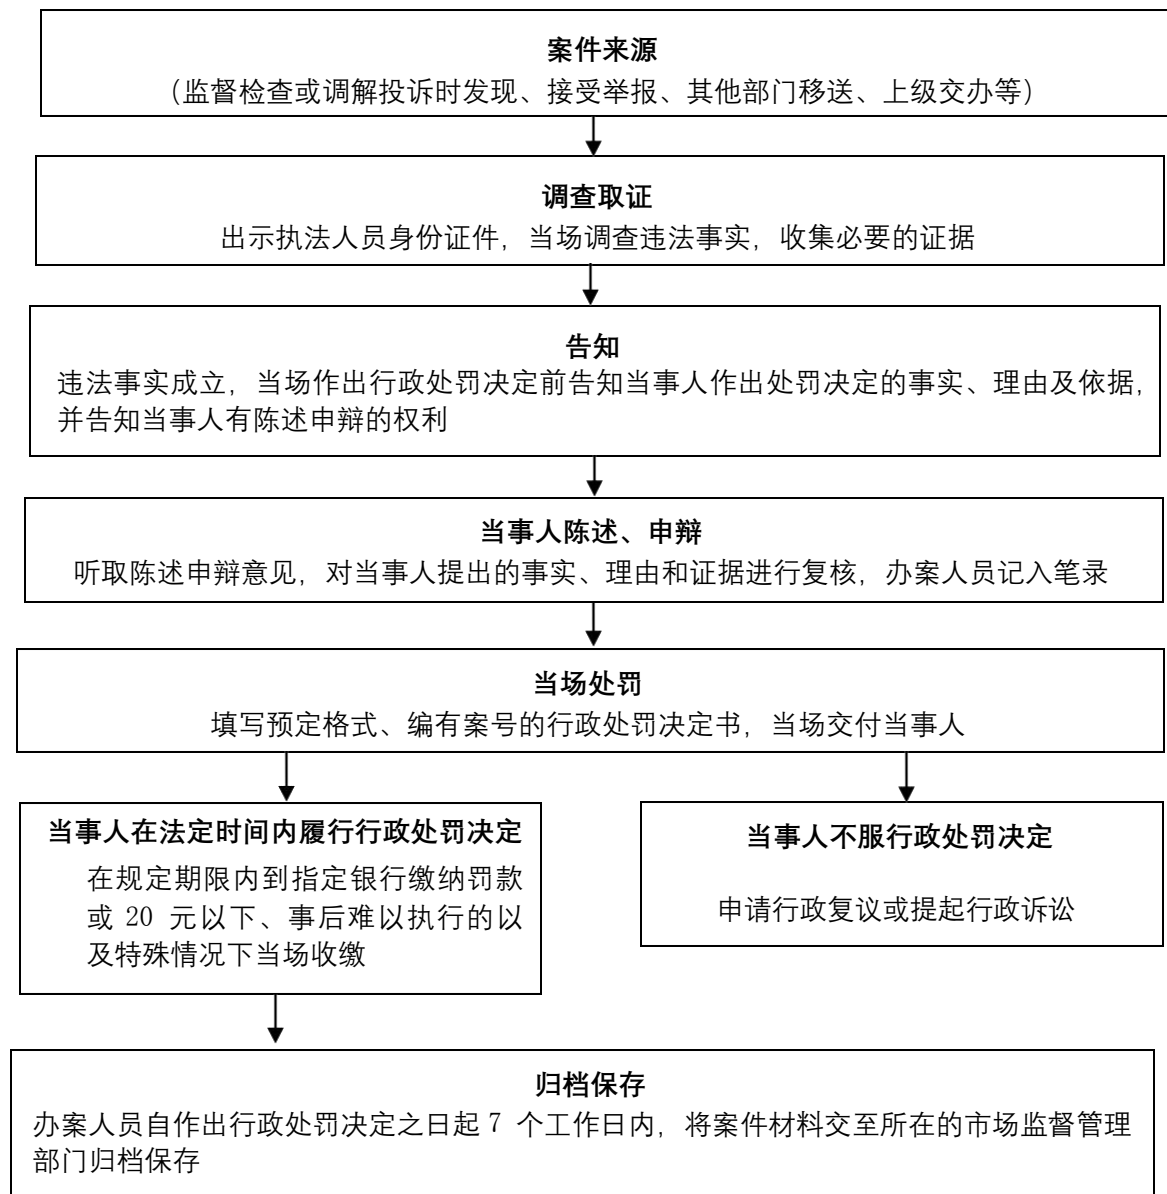 案件来源
（监督检查或调解投诉时发现、接受举报、其他部门移送、上级交办等）
调查取证
出示执法人员身份证件，当场调查违法事实，收集必要的证据
告知
违法事实成立，当场作出行政处罚决定前告知当事人作出处罚决定的事实、理由及依据，
并告知当事人有陈述申辩的权利
当事人陈述、申辩
听取陈述申辩意见，对当事人提出的事实、理由和证据进行复核，办案人员记入笔录
当场处罚
填写预定格式、编有案号的行政处罚决定书，当场交付当事人
当事人在法定时间内履行行政处罚决定
在规定期限内到指定银行缴纳罚款
或 20 元以下、事后难以执行的以
及特殊情况下当场收缴
当事人不服行政处罚决定
申请行政复议或提起行政诉讼
归档保存
办案人员自作出行政处罚决定之日起 7 个工作日内，将案件材料交至所在的市场监督管理
部门归档保存